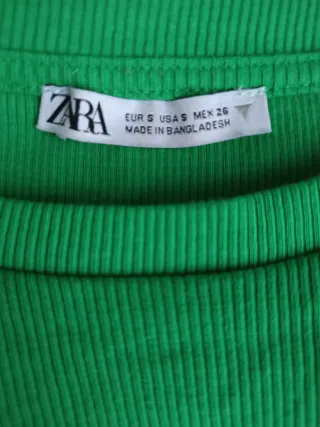 ZARA
EUR S USA S MEX 26
MADE IN BANGLADESH